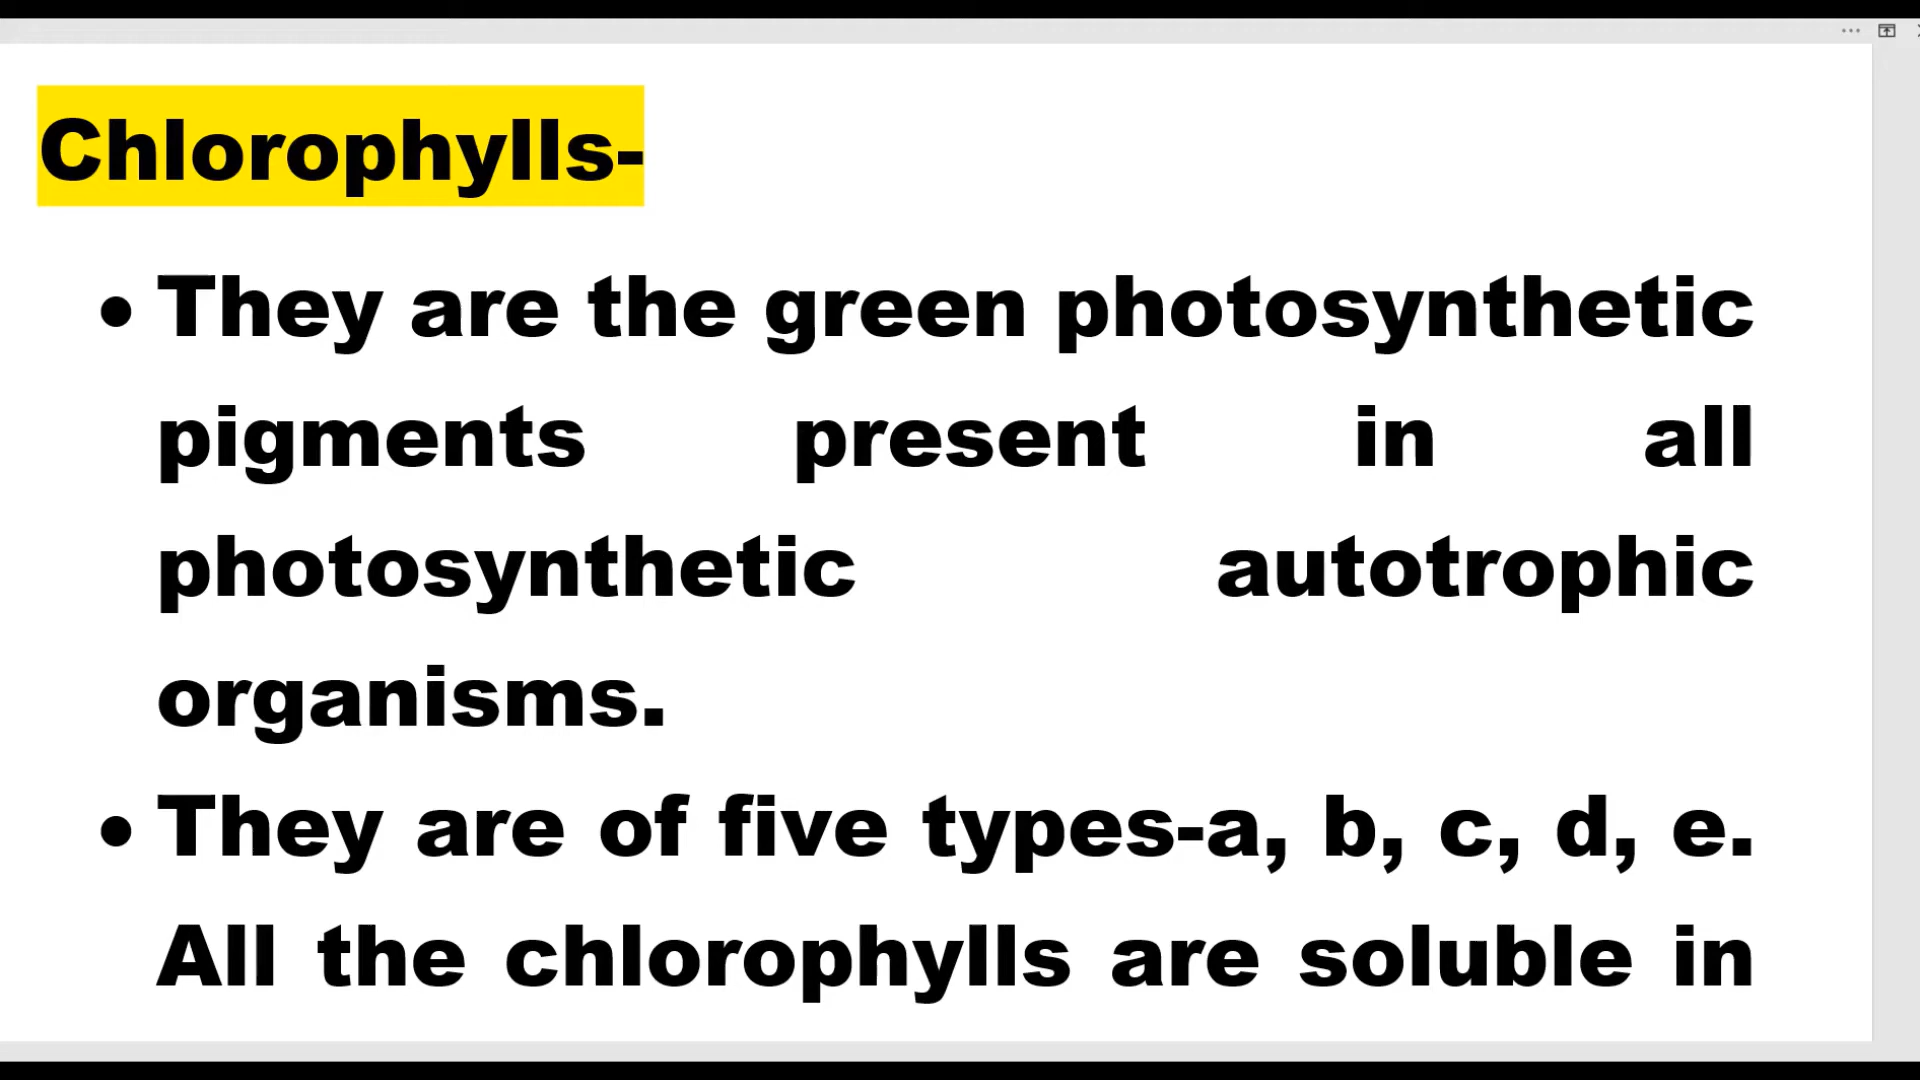 Chlorophylls-
• They are the green photosynthetic
pigments present in all
photosynthetic autotrophic
organisms.
• They are of five types-a, b, c, d, e.
All the chlorophylls are soluble in